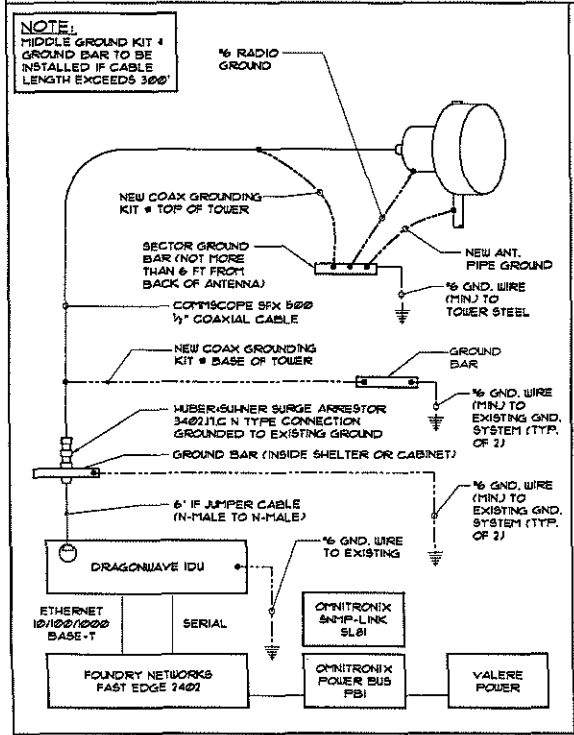 NOTE:
MIDDLE GROUND KIT &
GROUND BAR TO BE
INSTALLED IF CABLE
LENGTH EXCEEDS 300'
#6 RADIO
GROUND
NEW COAX GROUNDING
KIT @ TOP OF TOWER
SECTOR GROUND
BAR (NOT MORE
THAN 6 FT FROM
BACK OF ANTENNA)
NEW ANT.
PIPE GROUND
#6 GND. WIRE
(MIN.) TO
TOWER STEEL
COMMSCOPE SFX 500
1/2" COAXIAL CABLE
NEW COAX GROUNDING
KIT @ BASE OF TOWER
GROUND
BAR
#6 GND. WIRE
(MIN.) TO
EXISTING GND.
SYSTEM (TYP.
OF 2)
HUBER+SUHNER SURGE ARRESTOR
N TYPE CONNECTION
GROUNDED TO EXISTING GROUND
GROUND BAR (INSIDE SHELTER OR CABINET)
#6 GND. WIRE
(MIN.) TO
EXISTING GND.
SYSTEM (TYP.
OF 2)
6' IF JUMPER CABLE
(N-MALE TO N-MALE)
#6 GND. WIRE
TO EXISTING
DRAGONWAVE IDU
ETHERNET
10/100/1000
BASE-T
SERIAL
OMNITRONIX
SNMP-LINK
SL81
FOUNDRY NETWORKS
FAST EDGE 2402
OMNITRONIX
POWER BUS
PB1
VALERE
POWER